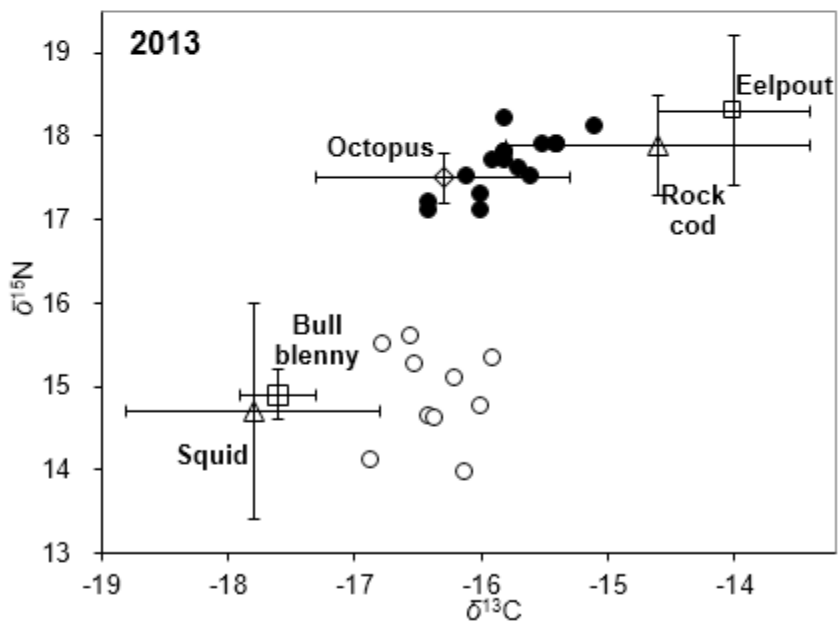 2013
19
18
17
16
15
14
13
δ¹⁵N
Eelpout
Octopus
Rock
cod
Bull
blenny
Squid
-19 -18 -17 -16 -15 -14
δ¹³C